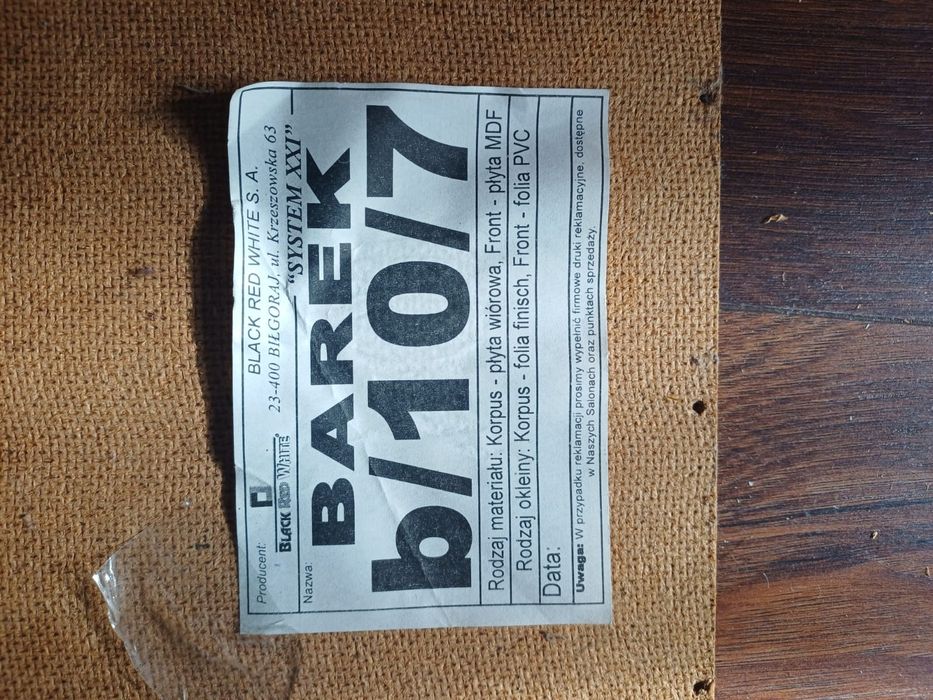 Producent:
BLACK RED WHITE®
BLACK RED WHITE S. A.
23-400 BIŁGORAJ, ul. Krzeszowska 63
Nazwa:
"SYSTEM XXI"
BAREK
b/10/7
Rodzaj materiału: Korpus - płyta wiórowa, Front - płyta MDF
Rodzaj okleiny: Korpus - folia finisch, Front - folia PVC
Data:
Uwaga: W przypadku reklamacji prosimy wypełnić firmowe druki reklamacyjne, dostępne
w Naszych Salonach oraz punktach sprzedaży.